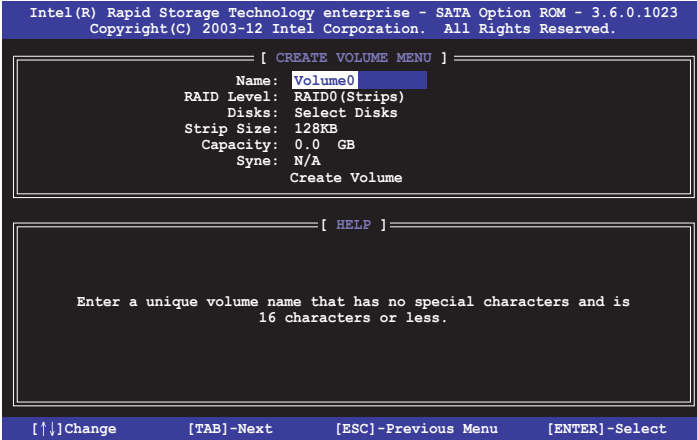 Intel(R) Rapid Storage Technology enterprise - SATA Option ROM - 3.6.0.1023
Copyright(C) 2003-12 Intel Corporation. All Rights Reserved.
[ CREATE VOLUME MENU ]
Name: Volume0
RAID Level: RAID0(Strips)
Disks: Select Disks
Strip Size: 128KB
Capacity: 0.0 GB
Syne: N/A
Create Volume
[ HELP ]
Enter a unique volume name that has no special characters and is
16 characters or less.
[↑↓]Change [TAB]-Next [ESC]-Previous Menu [ENTER]-Select